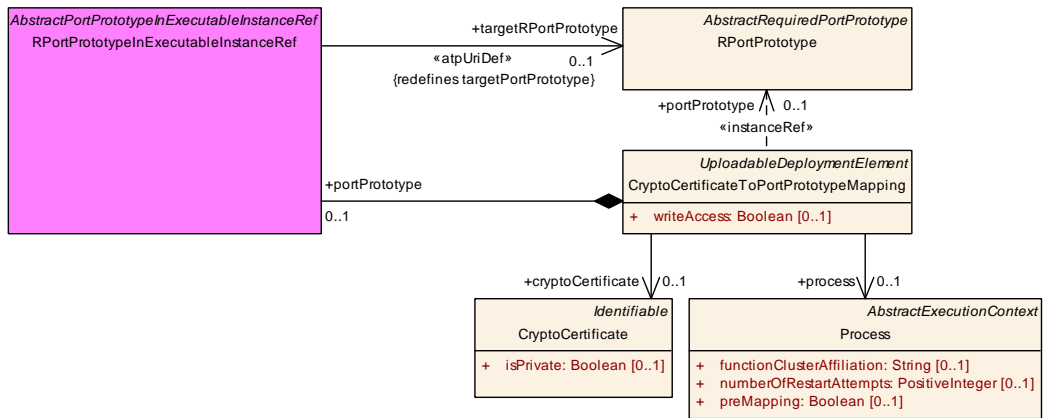 AbstractPortPrototypeInExecutableInstanceRef
RPortPrototypeInExecutableInstanceRef
+targetRPortPrototype
«atpUriDef»
0..1
{redefines targetPortPrototype}
AbstractRequiredPortPrototype
RPortPrototype
+portPrototype
0..1
«instanceRef»
+portPrototype
0..1
UploadableDeploymentElement
CryptoCertificateToPortPrototypeMapping
+ writeAccess: Boolean [0..1]
+cryptoCertificate
0..1
+process
0..1
Identifiable
CryptoCertificate
+ isPrivate: Boolean [0..1]
AbstractExecutionContext
Process
+ functionClusterAffiliation: String [0..1]
+ numberOfRestartAttempts: PositiveInteger [0..1]
+ preMapping: Boolean [0..1]